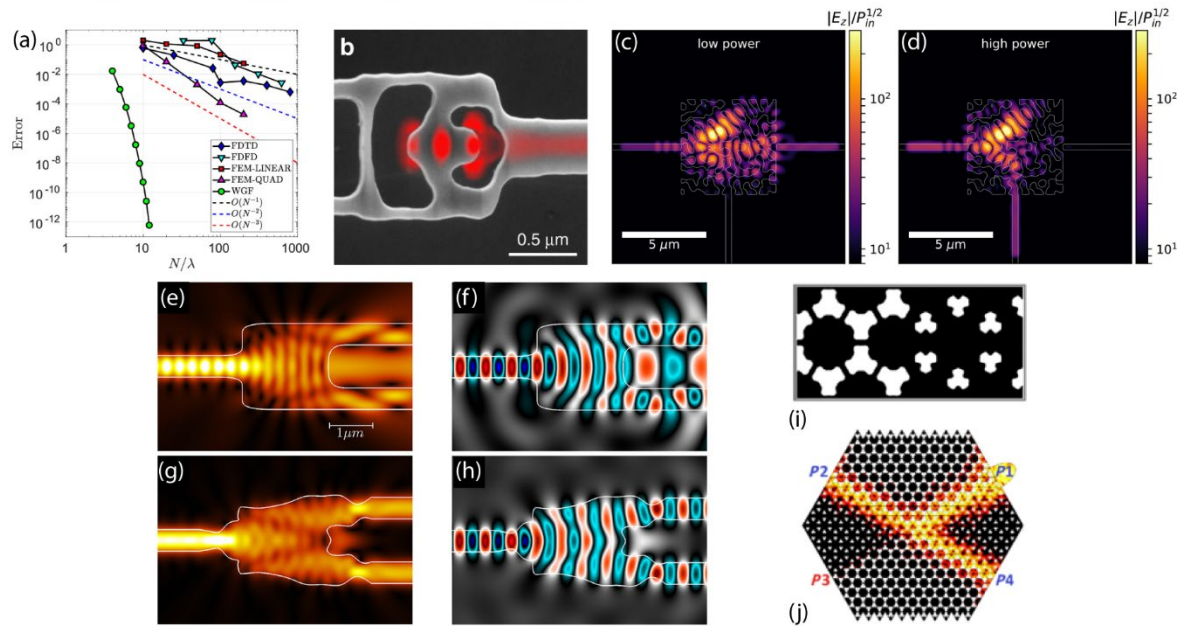 (a)
Error
10^0
10^-2
10^-4
10^-6
10^-8
10^-10
10^-12
1
10
100
1000
N/λ
FDTD
FDFD
FEM-LINEAR
FEM-QUAD
WGF
O(N^-1)
O(N^-2)
O(N^-3)
b
0.5 µm
(c)
low power
5 µm
|E_z|/P_in^1/2
10^2
10^1
(d)
high power
5 µm
|E_z|/P_in^1/2
10^2
10^1
(e)
1µm
(f)
(g)
(h)
(i)
P2
P1
P3
P4
(j)